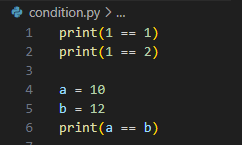 condition.py > ...
1 print(1 == 1)
2 print(1 == 2)
3
4 a = 10
5 b = 12
6 print(a == b)